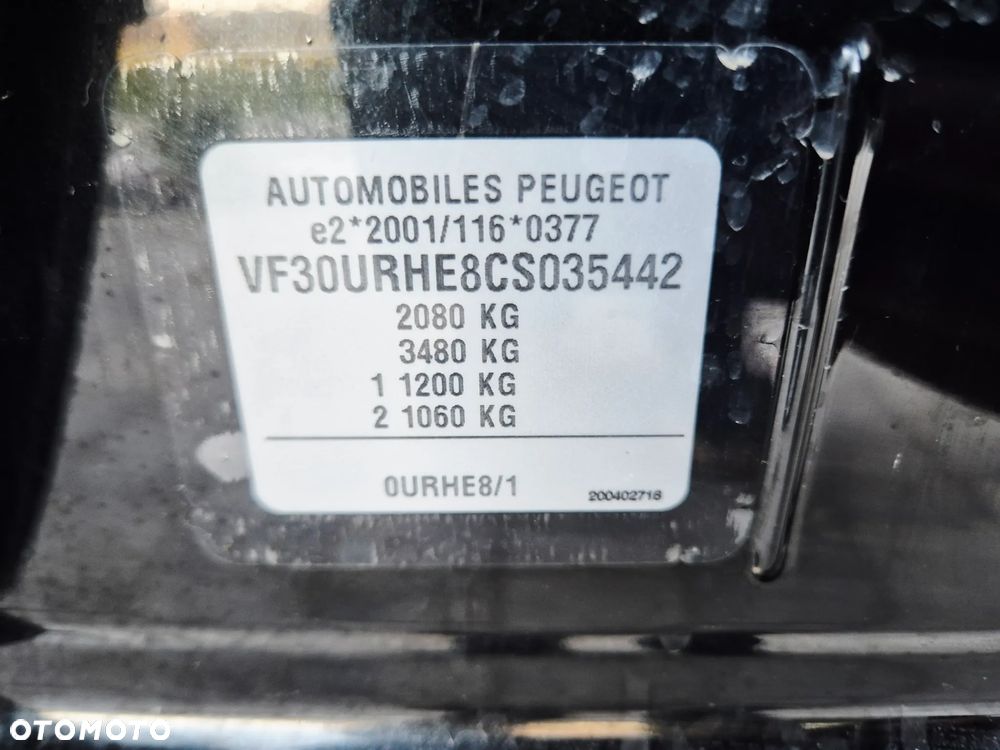 AUTOMOBILES PEUGEOT
e2*2001/116*0377
VF30URHE8CS035442
2080 KG
3480 KG
1 1200 KG
2 1060 KG
0URHE8/1
200402716
OTOMOTO